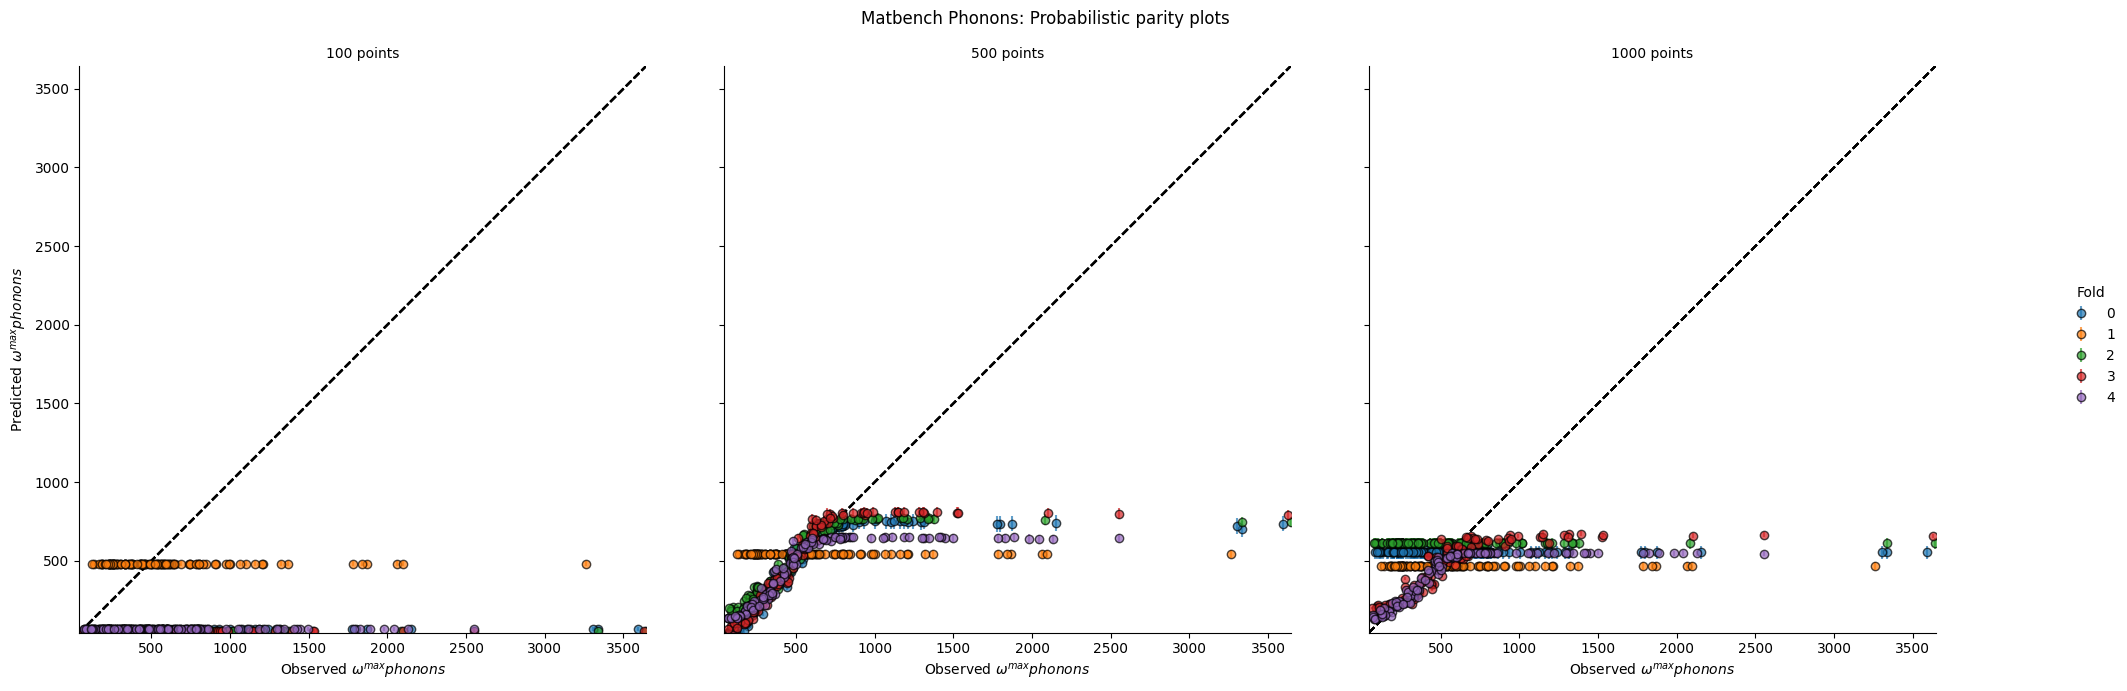 Matbench Phonons: Probabilistic parity plots
100 points
500 points
1000 points
Predicted ω^{max}phonons
3500
3000
2500
2000
1500
1000
500
500 1000 1500 2000 2500 3000 3500
500 1000 1500 2000 2500 3000 3500
500 1000 1500 2000 2500 3000 3500
Observed ω^{max}phonons
Observed ω^{max}phonons
Observed ω^{max}phonons
Fold
0
1
2
3
4